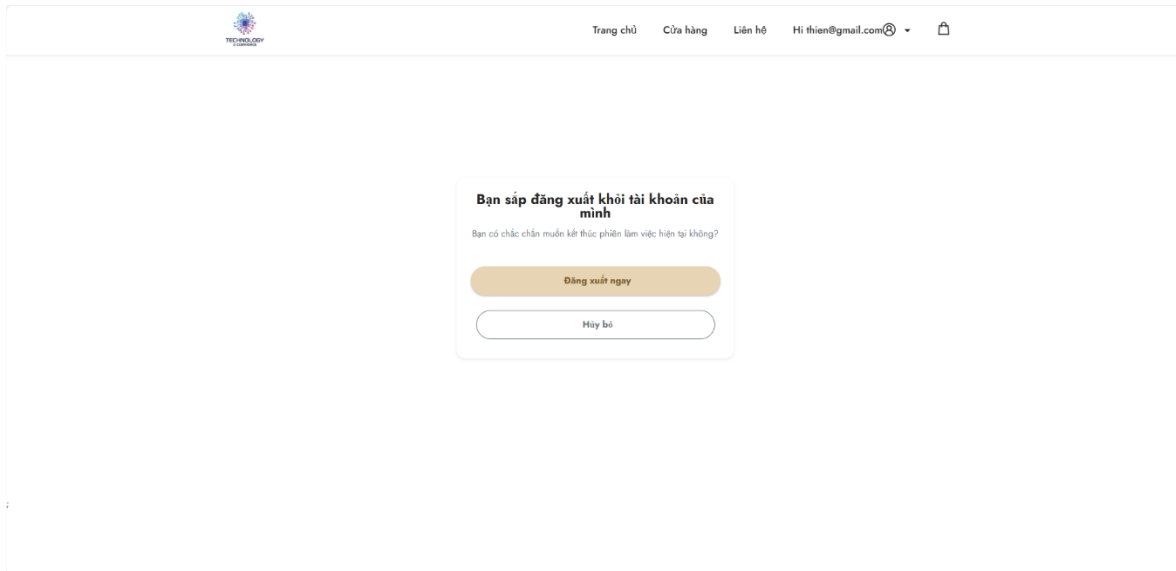 TECHNOLOGY
E-COMMERCE
Trang chủ
Cửa hàng
Liên hệ
Hi thien@gmail.com
Bạn sắp đăng xuất khỏi tài khoản của
mình
Bạn có chắc chắn muốn kết thúc phiên làm việc hiện tại không?
Đăng xuất ngay
Hủy bỏ
;